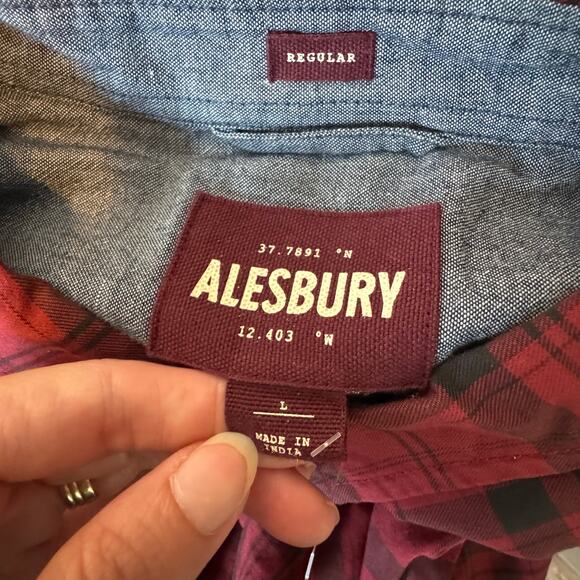 REGULAR
37.7891 °N
ALESBURY
12.403 °W
L
MADE IN
INDIA